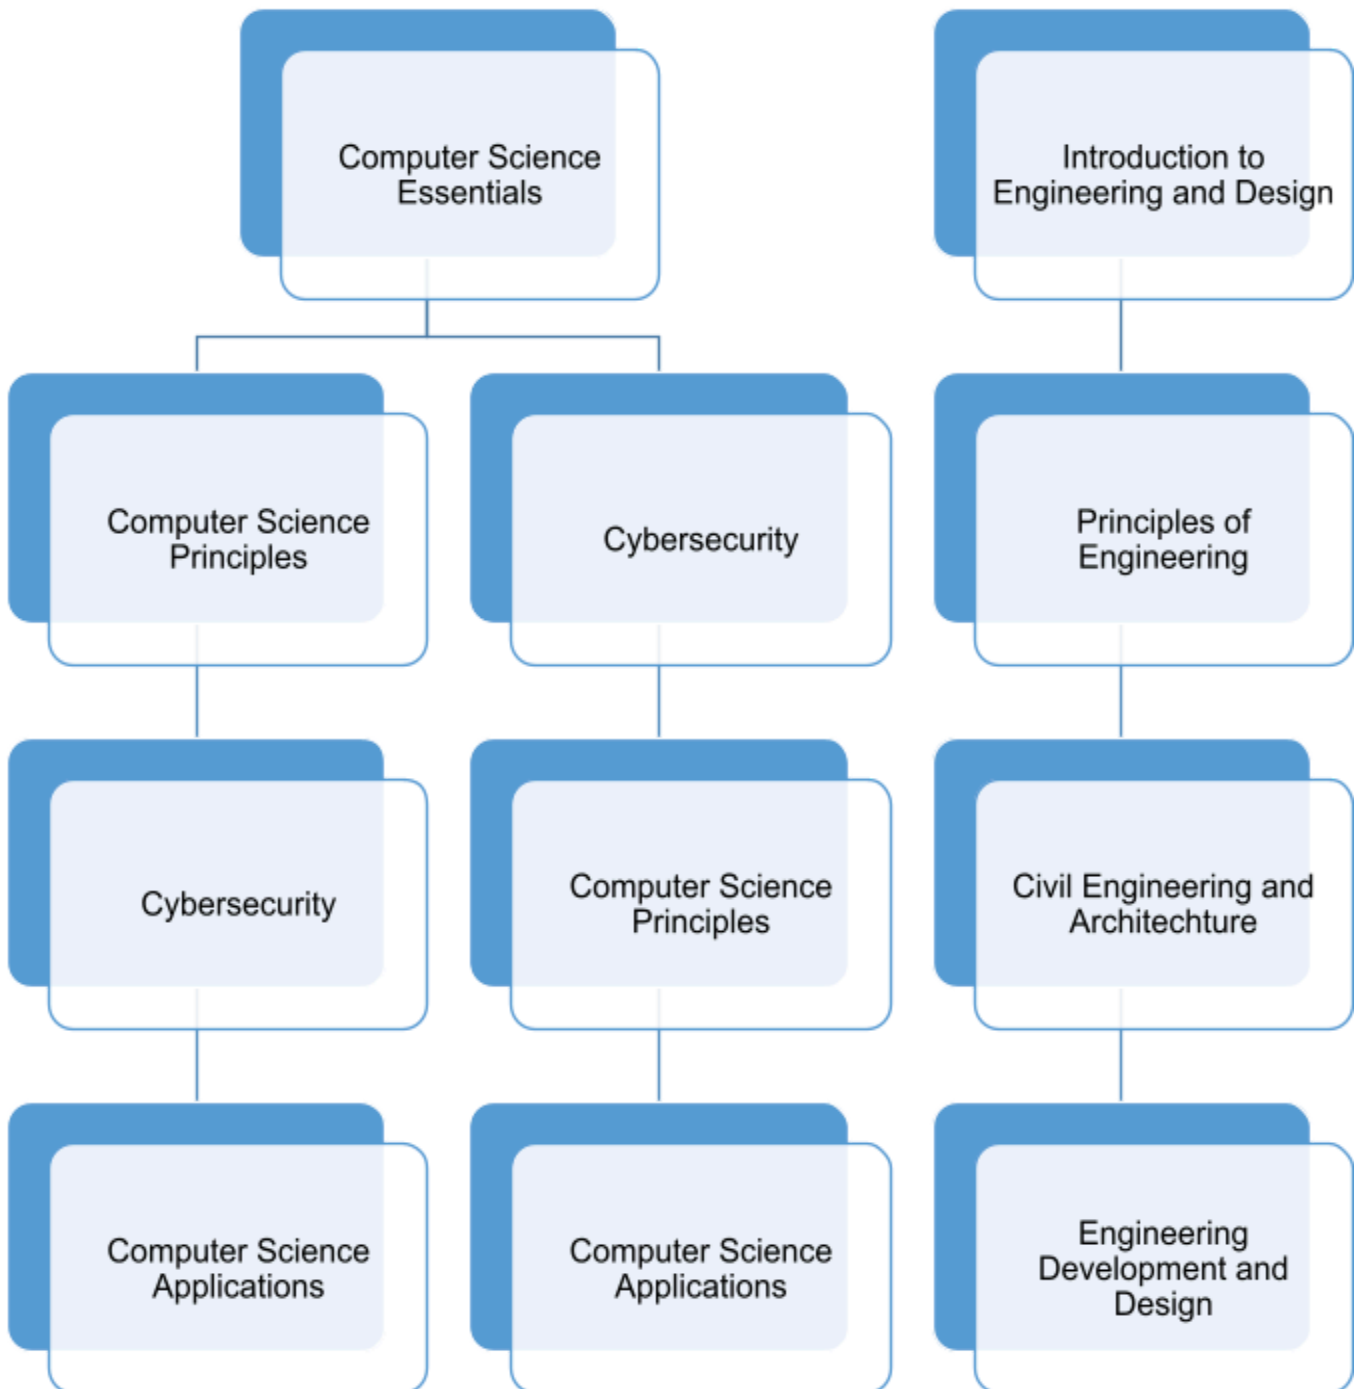 Computer Science
Essentials
Introduction to
Engineering and Design
Computer Science
Principles
Cybersecurity
Principles of
Engineering
Cybersecurity
Computer Science
Principles
Civil Engineering and
Architechture
Computer Science
Applications
Computer Science
Applications
Engineering
Development and
Design